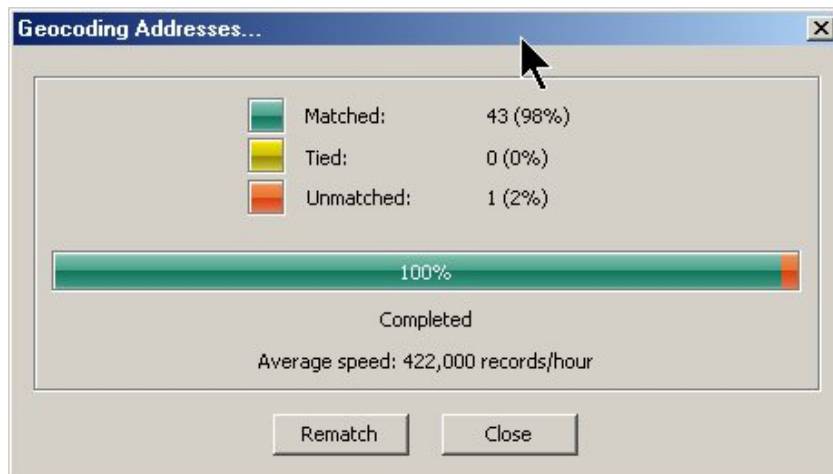 Geocoding Addresses...
Matched: 43 (98%)
Tied: 0 (0%)
Unmatched: 1 (2%)
100%
Completed
Average speed: 422,000 records/hour
Rematch Close